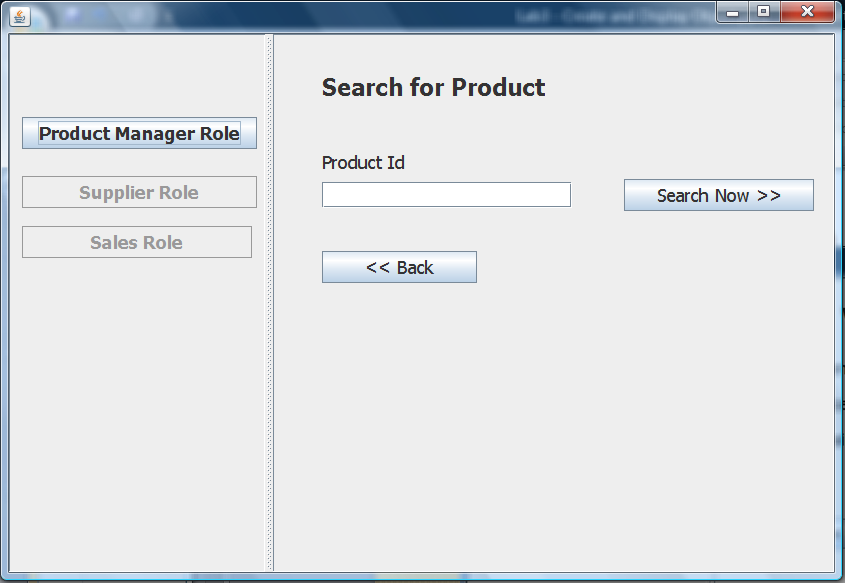 Product Manager Role
Supplier Role
Sales Role
Search for Product
Product Id
Search Now >>
<< Back